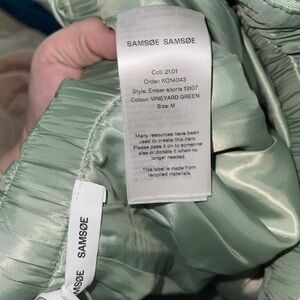 SAMSØE SAMSØE
Coll: 21.01
Order: KO14043
Style: Ember shorts 13107
Colour: VINEYARD GREEN
Size: M
Many resources have been
used to create this item.
Please pass it on to someone
else or donate it when no
longer needed.
This label is made from
recycled materials.
SAMSØE SAMSØE